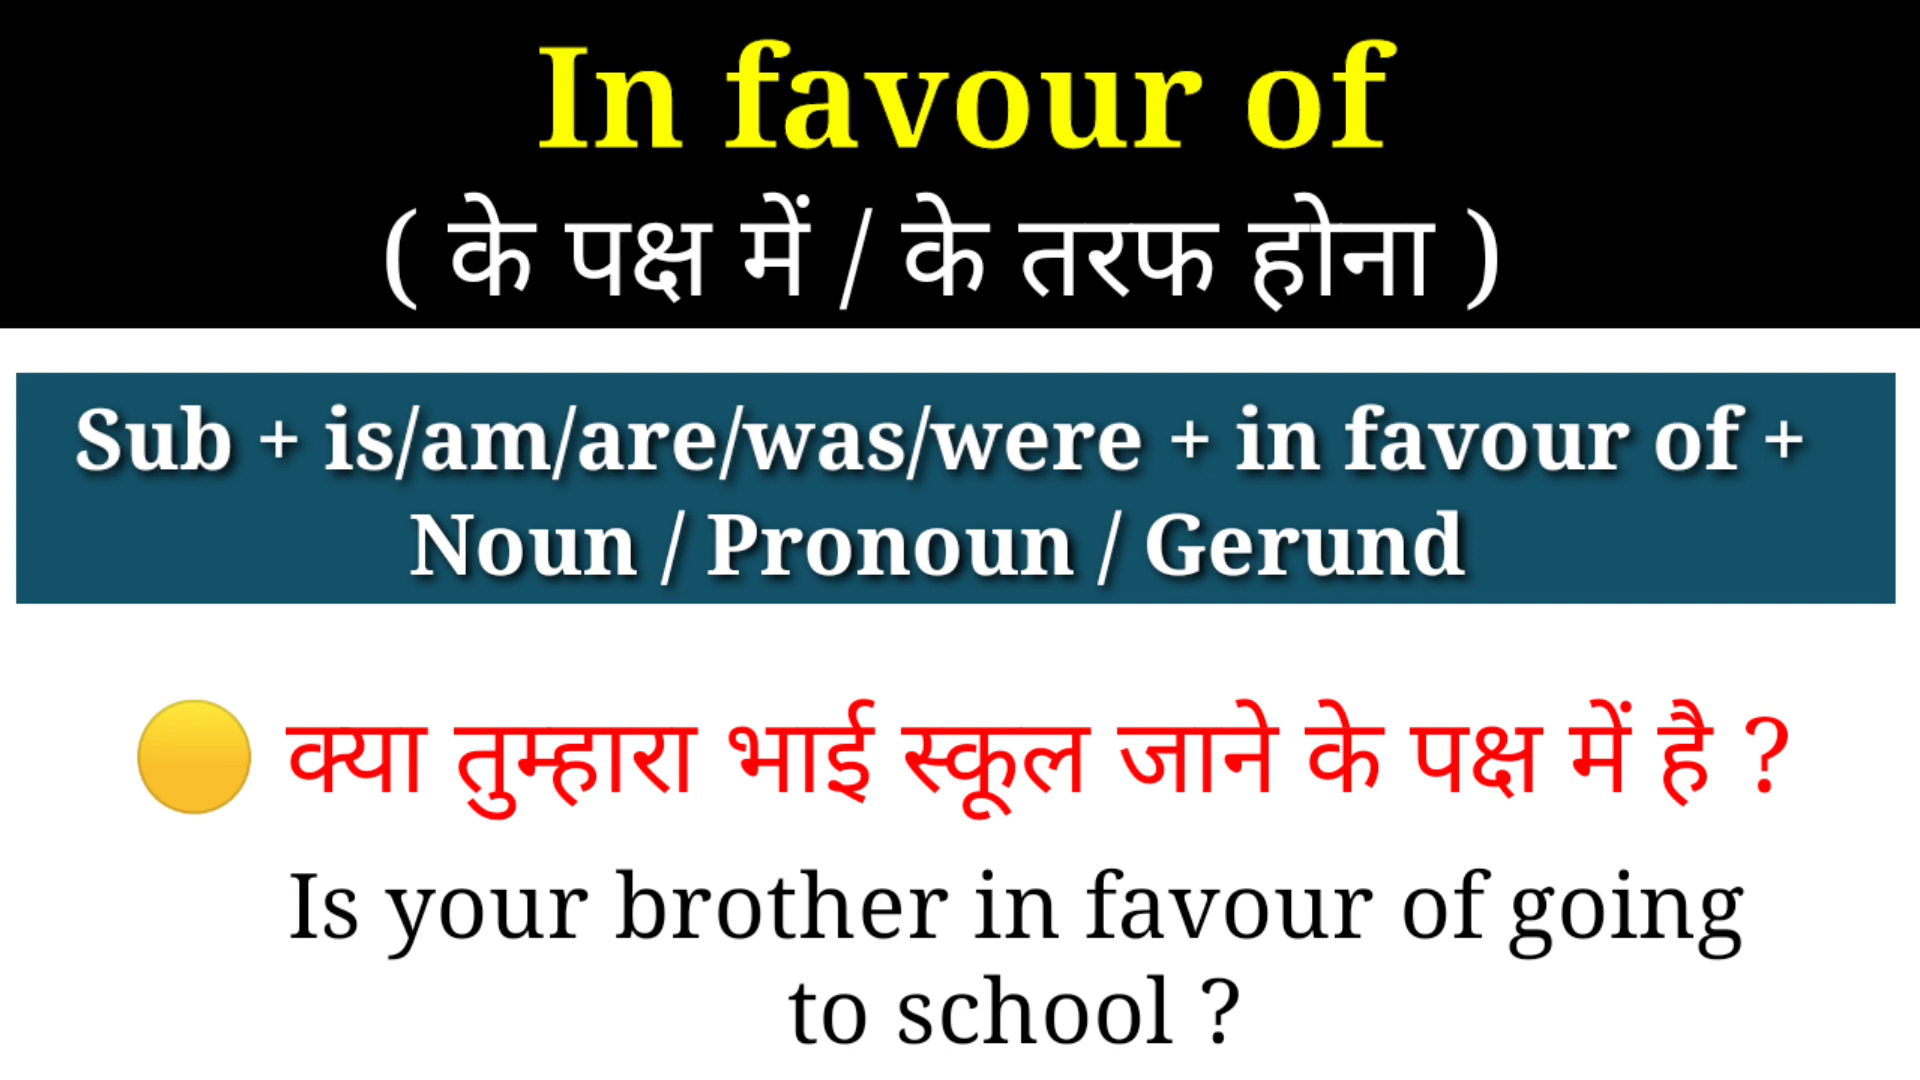 In favour of
( के पक्ष में / के तरफ होना )
Sub + is/am/are/was/were + in favour of +
Noun / Pronoun / Gerund
क्या तुम्हारा भाई स्कूल जाने के पक्ष में है ?
Is your brother in favour of going
to school ?